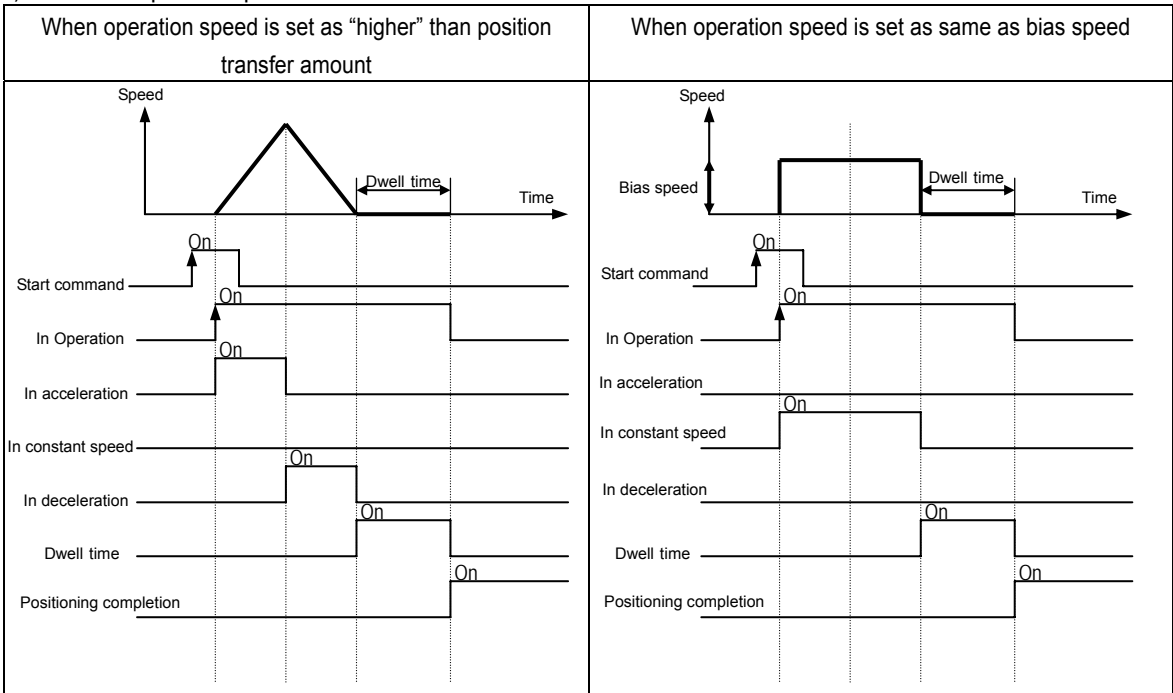 When operation speed is set as “higher” than position
transfer amount
When operation speed is set as same as bias speed
Speed
Dwell time
Time
On
Start command
On
In Operation
On
In acceleration
In constant speed
On
In deceleration
On
Dwell time
On
Positioning completion
Speed
Bias speed
Dwell time
Time
On
Start command
On
In Operation
In acceleration
On
In constant speed
In deceleration
On
Dwell time
On
Positioning completion